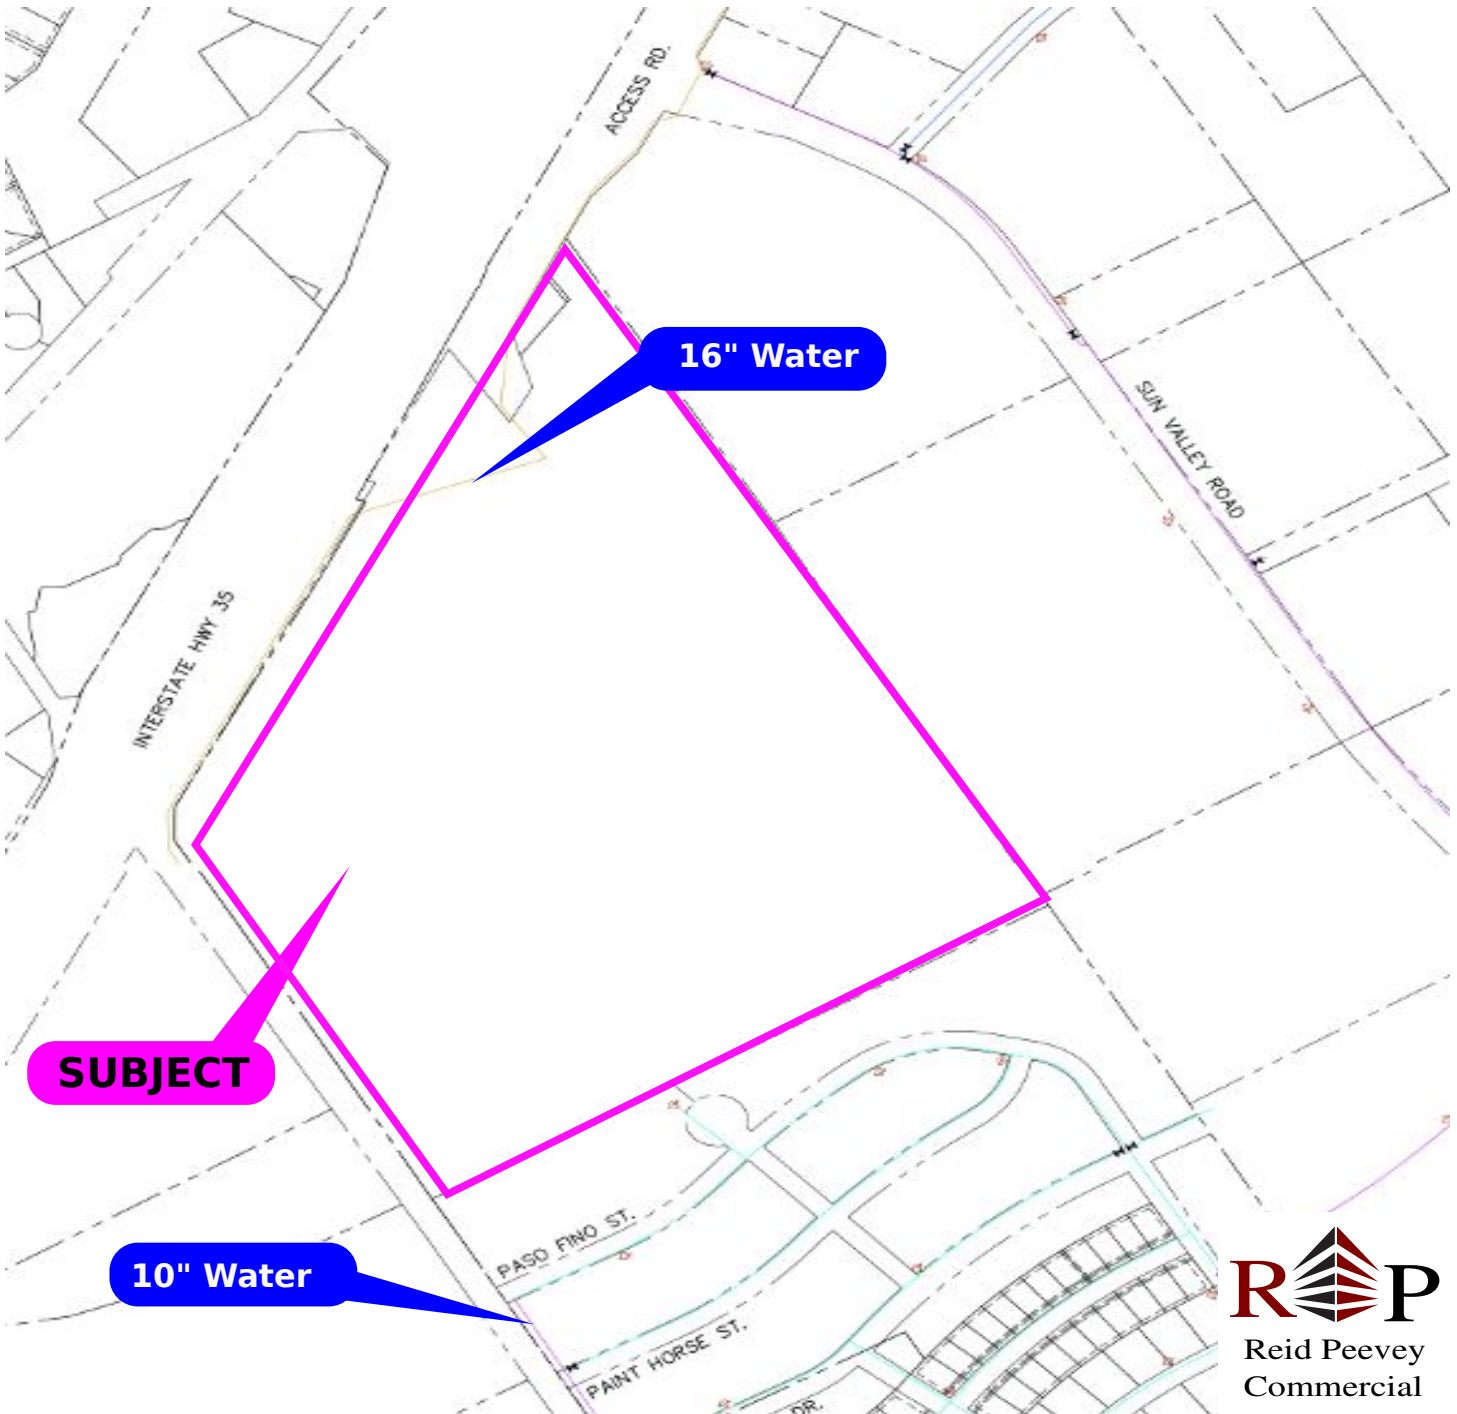 ACCESS RD.
16" Water
SUN VALLEY ROAD
INTERSTATE HWY 35
SUBJECT
PASO FINO ST.
10" Water
PAINT HORSE ST.
DR.
R P
Reid Peevey
Commercial